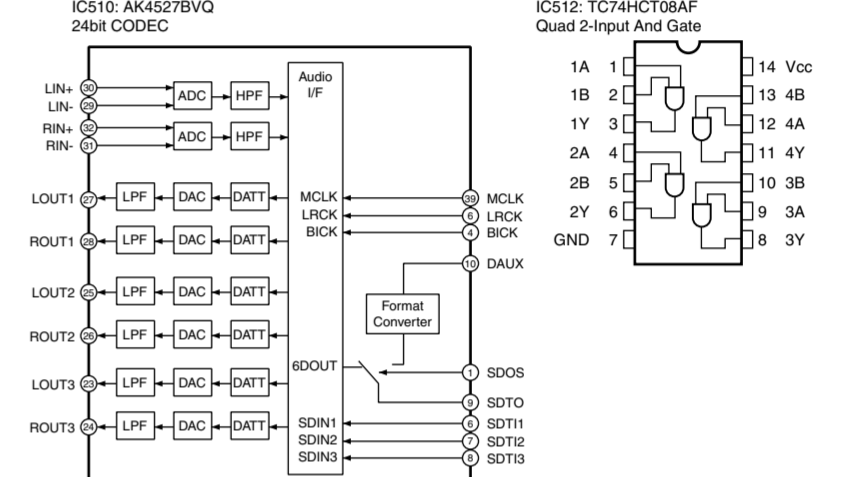 IC510: AK4527BVQ
24bit CODEC
LIN+ 30
LIN- 29
ADC HPF
RIN+ 32
RIN- 31
ADC HPF
Audio
I/F
LOUT1 27 LPF DAC DATT
ROUT1 28 LPF DAC DATT
LOUT2 25 LPF DAC DATT
ROUT2 26 LPF DAC DATT
LOUT3 23 LPF DAC DATT
ROUT3 24 LPF DAC DATT
MCLK 39 MCLK
LRCK 6 LRCK
BICK 4 BICK
10 DAUX
Format
Converter
6DOUT
1 SDOS
9 SDTO
SDIN1 6 SDTI1
SDIN2 7 SDTI2
SDIN3 8 SDTI3
IC512: TC74HCT08AF
Quad 2-Input And Gate
1A 1 14 Vcc
1B 2 13 4B
1Y 3 12 4A
2A 4 11 4Y
2B 5 10 3B
2Y 6 9 3A
GND 7 8 3Y